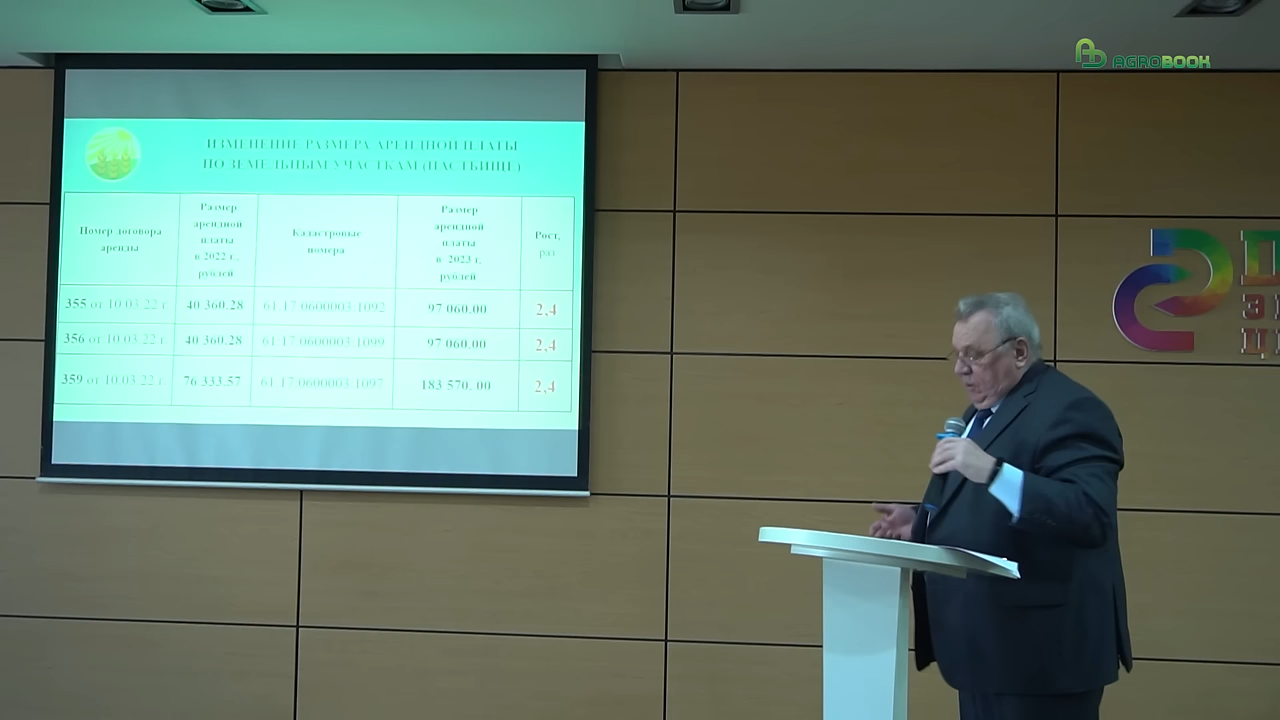 AGROBOOK
ИЗМЕНЕНИЕ РАЗМЕРА АРЕНДНОЙ ПЛАТЫ
ПО ЗЕМЕЛЬНЫМ УЧАСТКАМ (ПАСТБИЩЕ)
Номер договора
аренды
Размер
арендной
платы
в 2022 г.,
рублей
Кадастровые
номера
Размер
арендной
платы
в 2023 г.
рублей
Рост,
раз
355 от 10.03.22 г. 40 360.28 61:17:0600003:1092 97 060,00 2,4
356 от 10.03.22 г. 40 360.28 61:17:0600003:1099 97 060,00 2,4
359 от 10.03.22 г. 76 333.57 61:17:0600003:1097 183 570,00 2,4